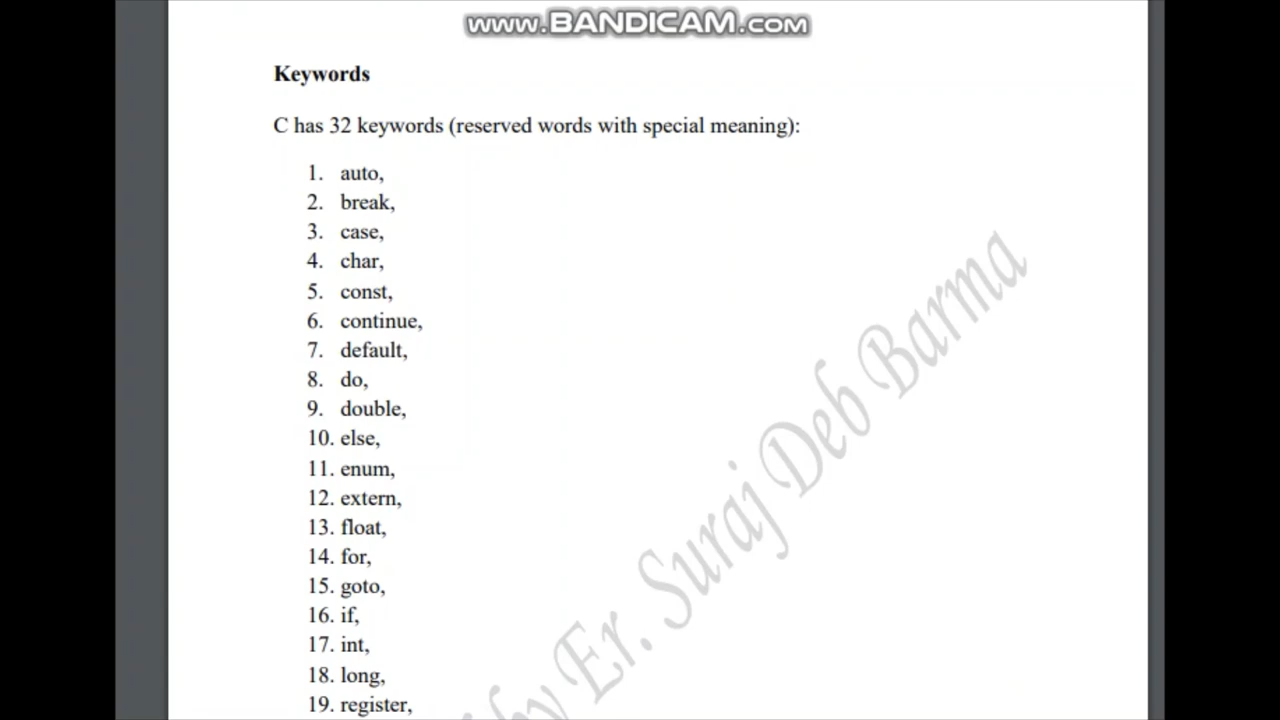 www.BANDICAM.com
Keywords
C has 32 keywords (reserved words with special meaning):
1. auto,
2. break,
3. case,
4. char,
5. const,
6. continue,
7. default,
8. do,
9. double,
10. else,
11. enum,
12. extern,
13. float,
14. for,
15. goto,
16. if,
17. int,
18. long,
19. register,
by Er. Suraj Deb Barma